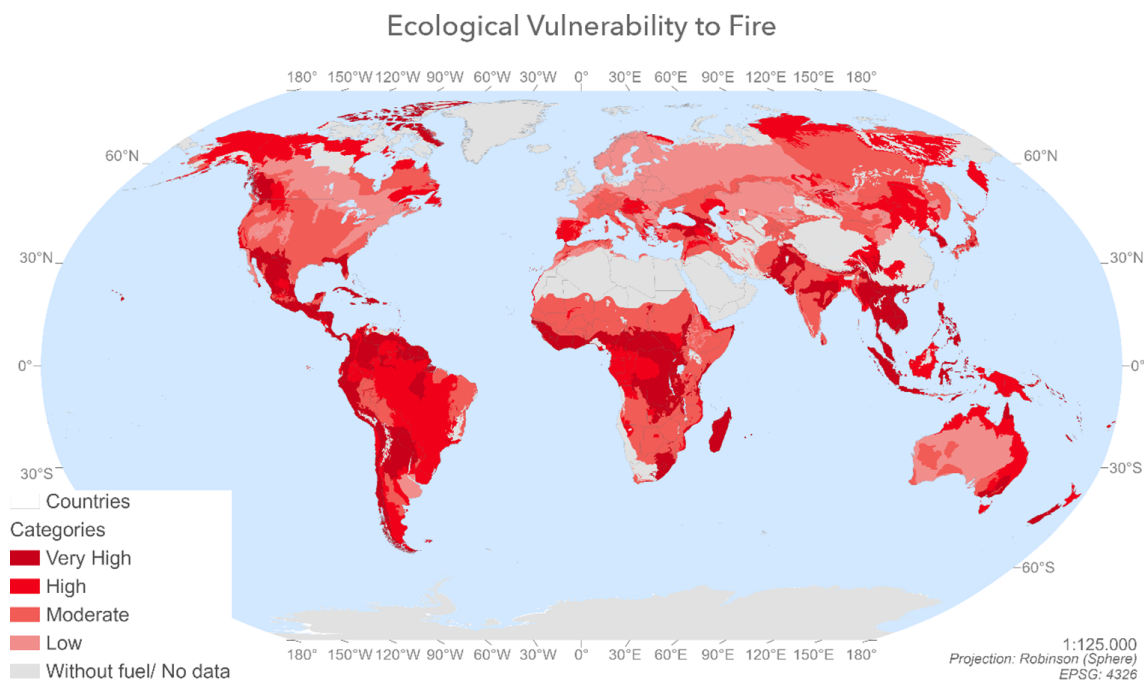 Ecological Vulnerability to Fire
180° 150°W 120°W 90°W 60°W 30°W 0° 30°E 60°E 90°E 120°E 150°E 180°
60°N 60°N
30°N 30°N
0° 0°
30°S 30°S
Countries
Categories
Very High
High
60°S
Moderate
Low
Without fuel/ No data
180° 150°W 120°W 90°W 60°W 30°W 0° 30°E 60°E 90°E 120°E 150°E 180°
1:125.000
Projection: Robinson (Sphere)
EPSG: 4326